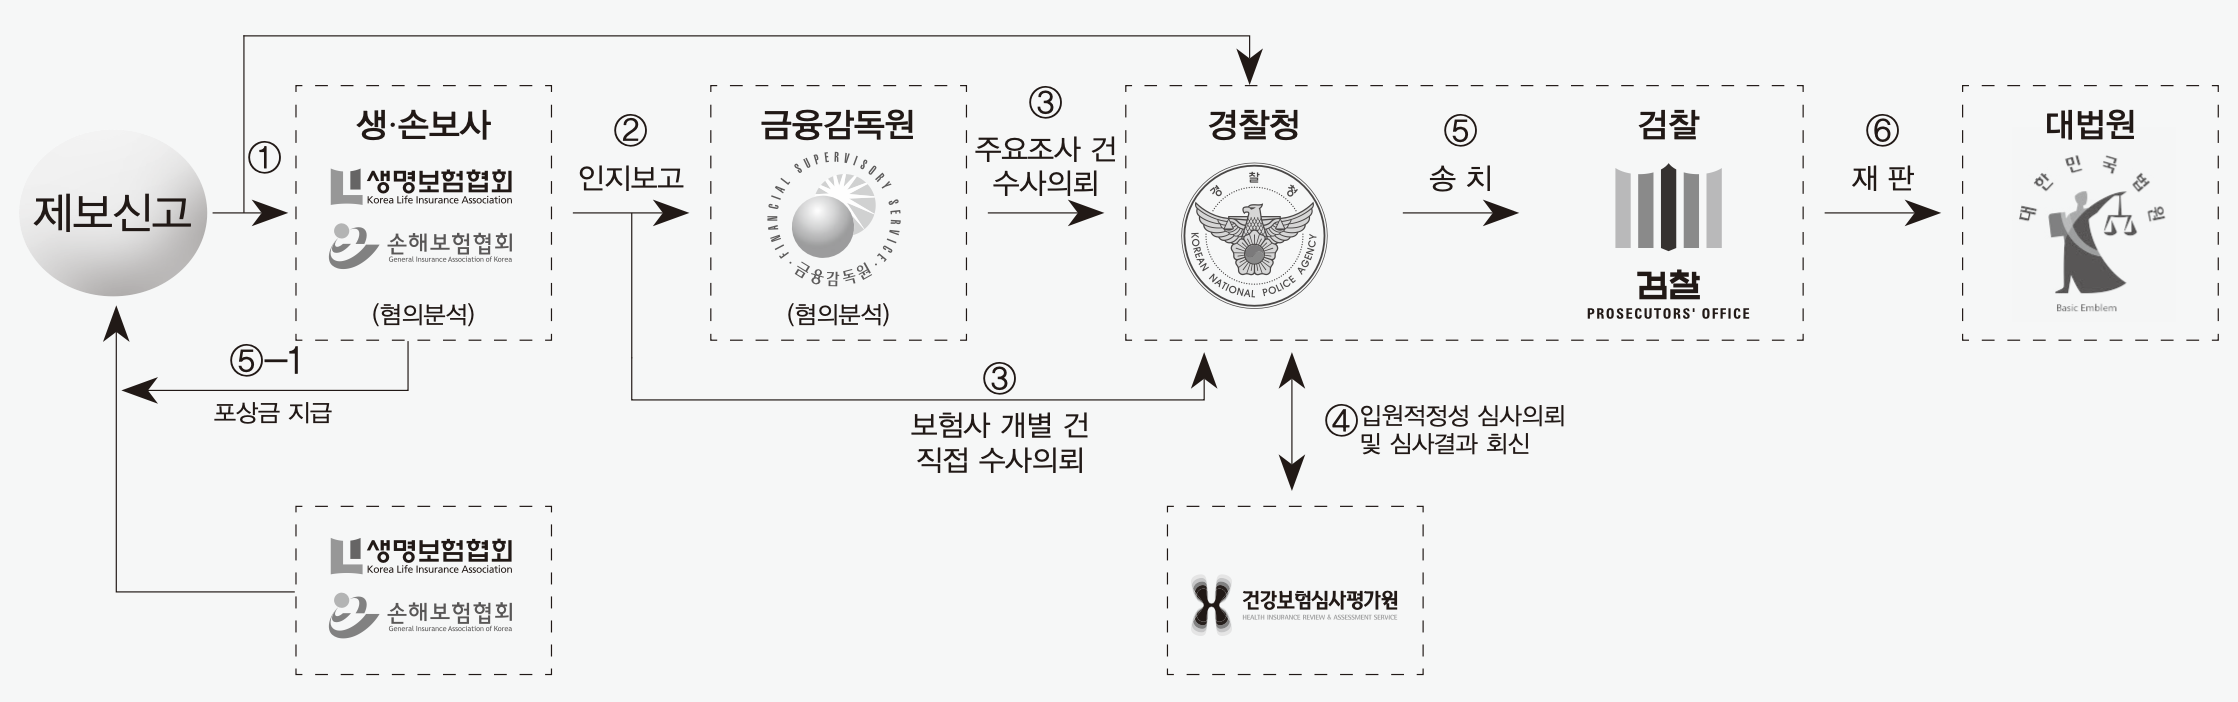 제보신고
①
생·손보사
생명보험협회
Korea Life Insurance Association
손해보험협회
General Insurance Association of Korea
(혐의분석)
②
인지보고
금융감독원
FINANCIAL SUPERVISORY SERVICE
·금융감독원·
(혐의분석)
③
주요조사 건
수사의뢰
경찰청
경찰청
KOREAN NATIONAL POLICE AGENCY
⑤
송 치
검찰
검찰
PROSECUTORS' OFFICE
⑥
재 판
대법원
대한민국법원
Basic Emblem
⑤–1
포상금 지급
③
보험사 개별 건
직접 수사의뢰
④입원적정성 심사의뢰
및 심사결과 회신
생명보험협회
Korea Life Insurance Association
손해보험협회
General Insurance Association of Korea
건강보험심사평가원
HEALTH INSURANCE REVIEW & ASSESSMENT SERVICE